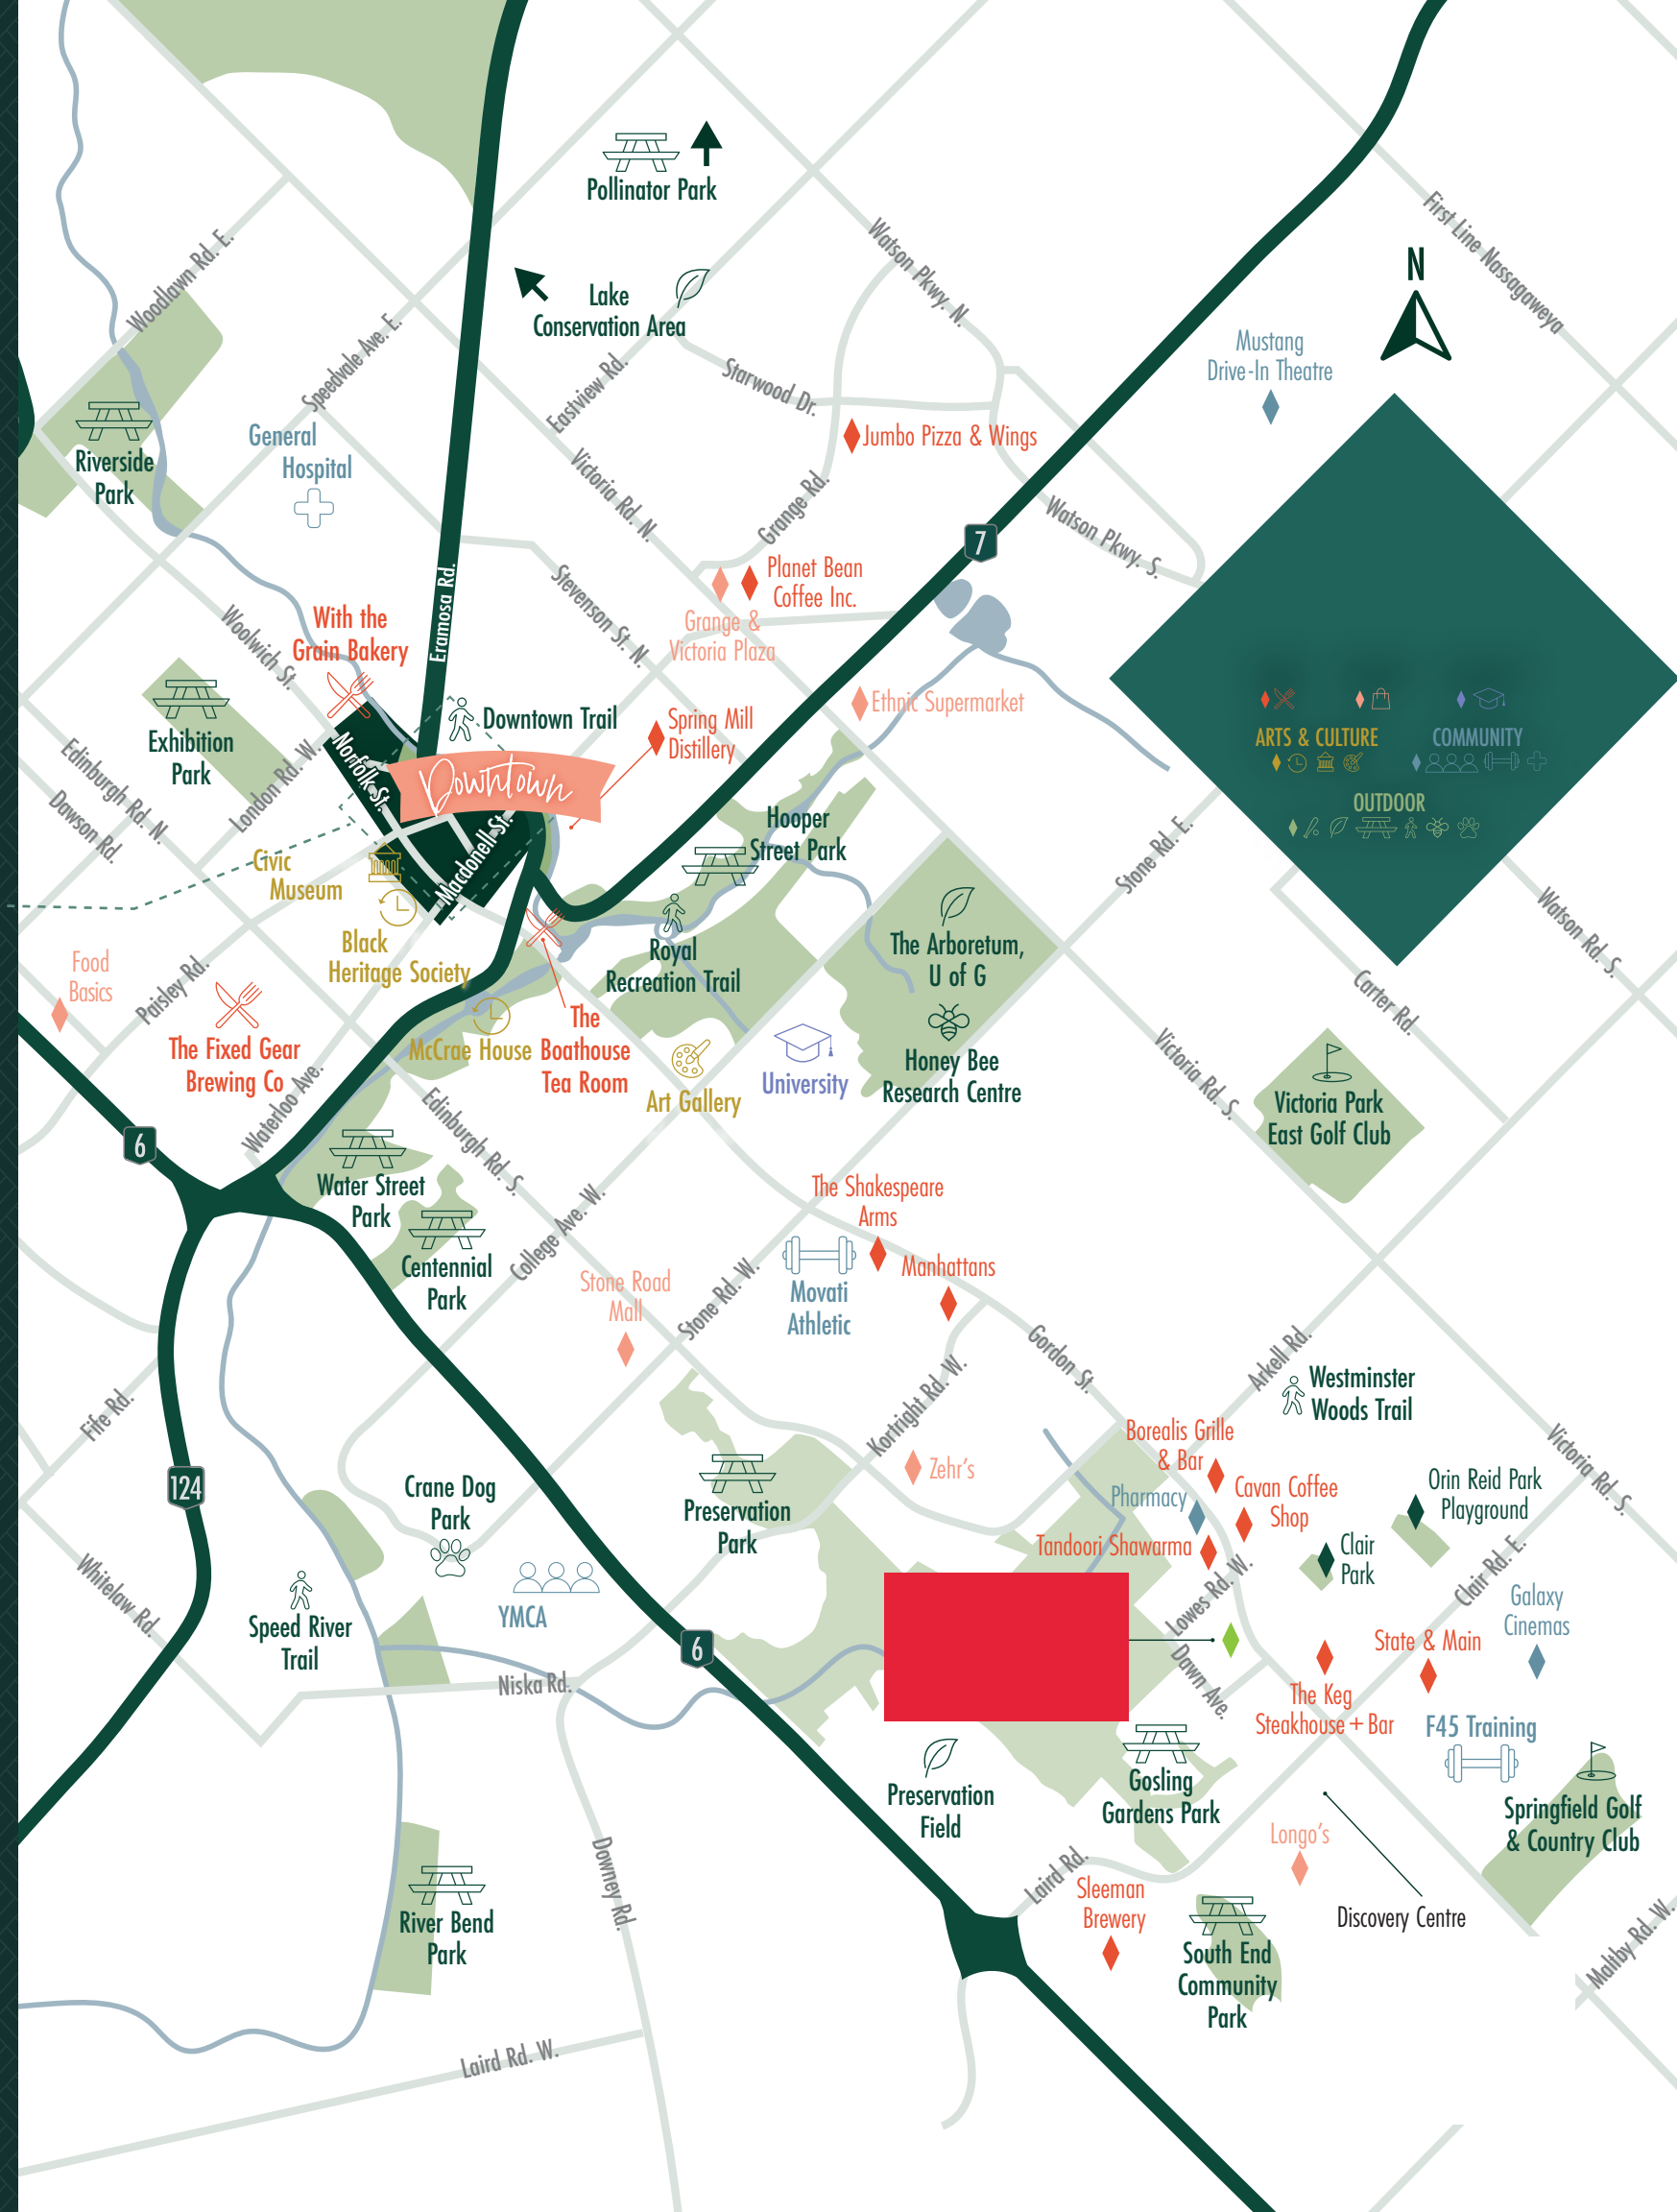 Pollinator Park
First Line Nassagaweya
Watson Pkwy. N.
Woodlawn Rd. E.
N
Lake
Conservation Area
Speedvale Ave. E.
Mustang
Drive-In Theatre
Eastview Rd.
Starwood Dr.
General
Hospital
Jumbo Pizza & Wings
Riverside
Park
Victoria Rd. N.
Grange Rd.
Watson Pkwy. S.
7
Planet Bean
Coffee Inc.
Stevenson St. N.
Eramosa Rd.
Grange &
Victoria Plaza
With the
Grain Bakery
Woolwich St.
Ethnic Supermarket
Downtown Trail
Spring Mill
Distillery
Exhibition
Park
ARTS & CULTURE
COMMUNITY
OUTDOOR
Edinburgh Rd. N.
Dawson Rd.
London Rd. W.
Norfolk St.
Downtown
Macdonell St.
Hooper
Street Park
Stone Rd. E.
Civic
Museum
Black
Heritage Society
Royal
Recreation Trail
The Arboretum,
U of G
Watson Rd. S.
Food
Basics
Paisley Rd.
Carter Rd.
The Fixed Gear
Brewing Co
McCrae House
The
Boathouse
Tea Room
Art Gallery
University
Honey Bee
Research Centre
Victoria Rd. S.
Victoria Park
East Golf Club
6
Waterloo Ave.
Edinburgh Rd. S.
Water Street
Park
Centennial
Park
College Ave. W.
The Shakespeare
Arms
Manhattans
Movati
Athletic
Stone Road
Mall
Stone Rd. W.
Gordon St.
Arkell Rd.
Westminster
Woods Trail
Fife Rd.
Kortright Rd. W.
Borealis Grille
& Bar
Victoria Rd. S.
124
Crane Dog
Park
Preservation
Park
Zehr's
Pharmacy
Cavan Coffee
Shop
Orin Reid Park
Playground
Tandoori Shawarma
Clair
Park
Whitelaw Rd.
YMCA
Lowes Rd. W.
Clair Rd. E.
Galaxy
Cinemas
Speed River
Trail
6
State & Main
Niska Rd.
Dawn Ave.
The Keg
Steakhouse + Bar
F45 Training
Preservation
Field
Gosling
Gardens Park
Springfield Golf
& Country Club
Longo's
Downey Rd.
Laird Rd.
Sleeman
Brewery
Discovery Centre
River Bend
Park
South End
Community
Park
Maltby Rd. W.
Laird Rd. W.